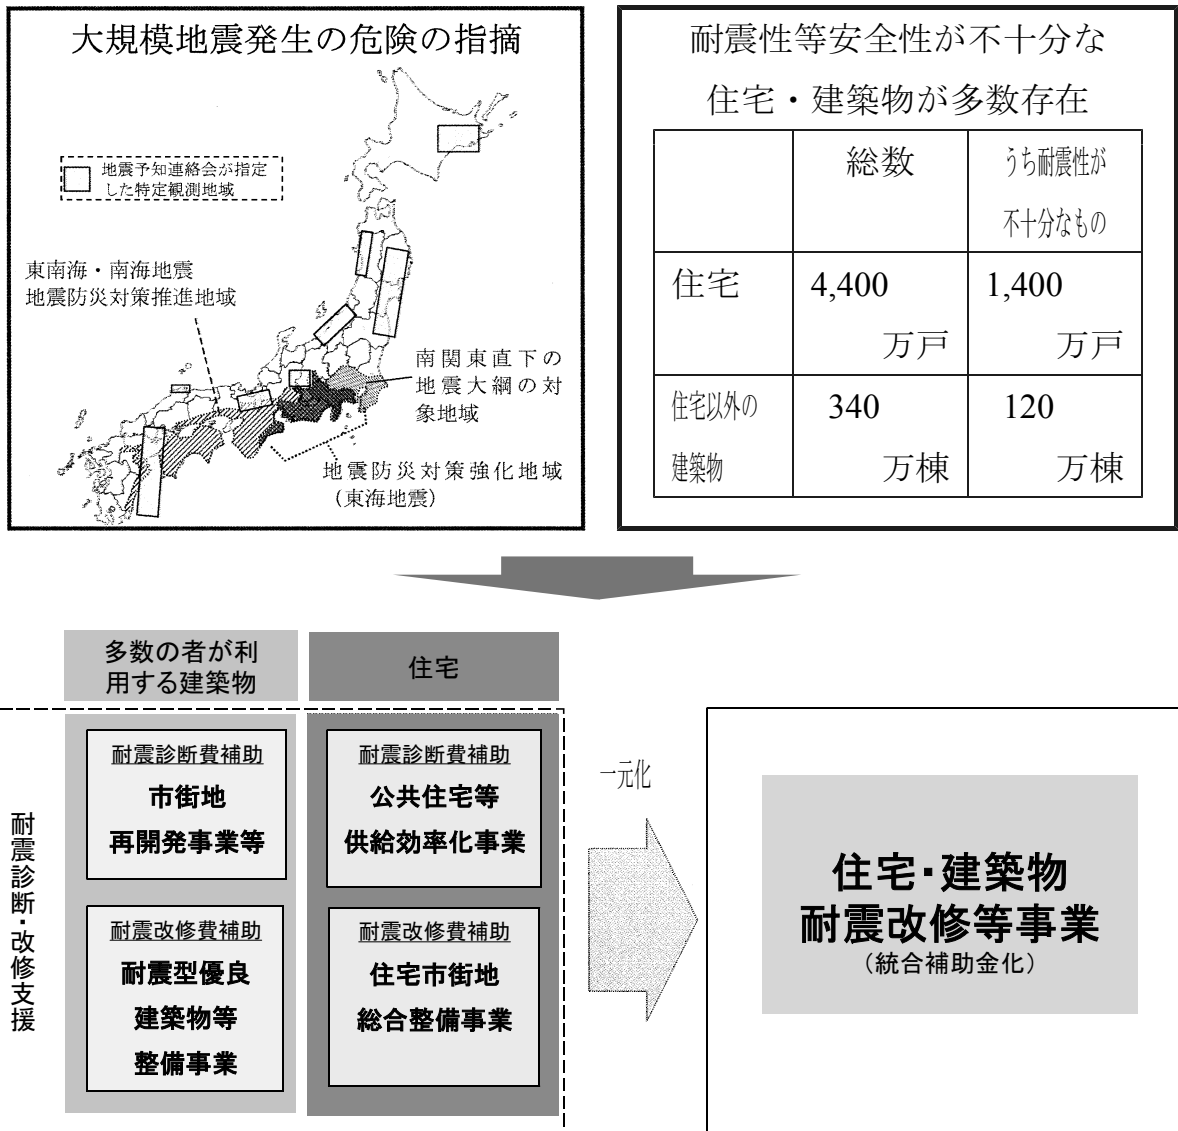 大規模地震発生の危険の指摘
地震予知連絡会が指定
した特定観測地域
東南海・南海地震
地震防災対策推進地域
南関東直下の
地震大綱の対
象地域
地震防災対策強化地域
（東海地震）
耐震性等安全性が不十分な
住宅・建築物が多数存在
総数
うち耐震性が
不十分なもの
住宅
4,400
万戸
1,400
万戸
住宅以外の
建築物
340
万棟
120
万棟
多数の者が利
用する建築物
住宅
耐震診断・改修支援
耐震診断費補助
市街地
再開発事業等
耐震診断費補助
公共住宅等
供給効率化事業
耐震改修費補助
耐震型優良
建築物等
整備事業
耐震改修費補助
住宅市街地
総合整備事業
一元化
住宅・建築物
耐震改修等事業
（統合補助金化）